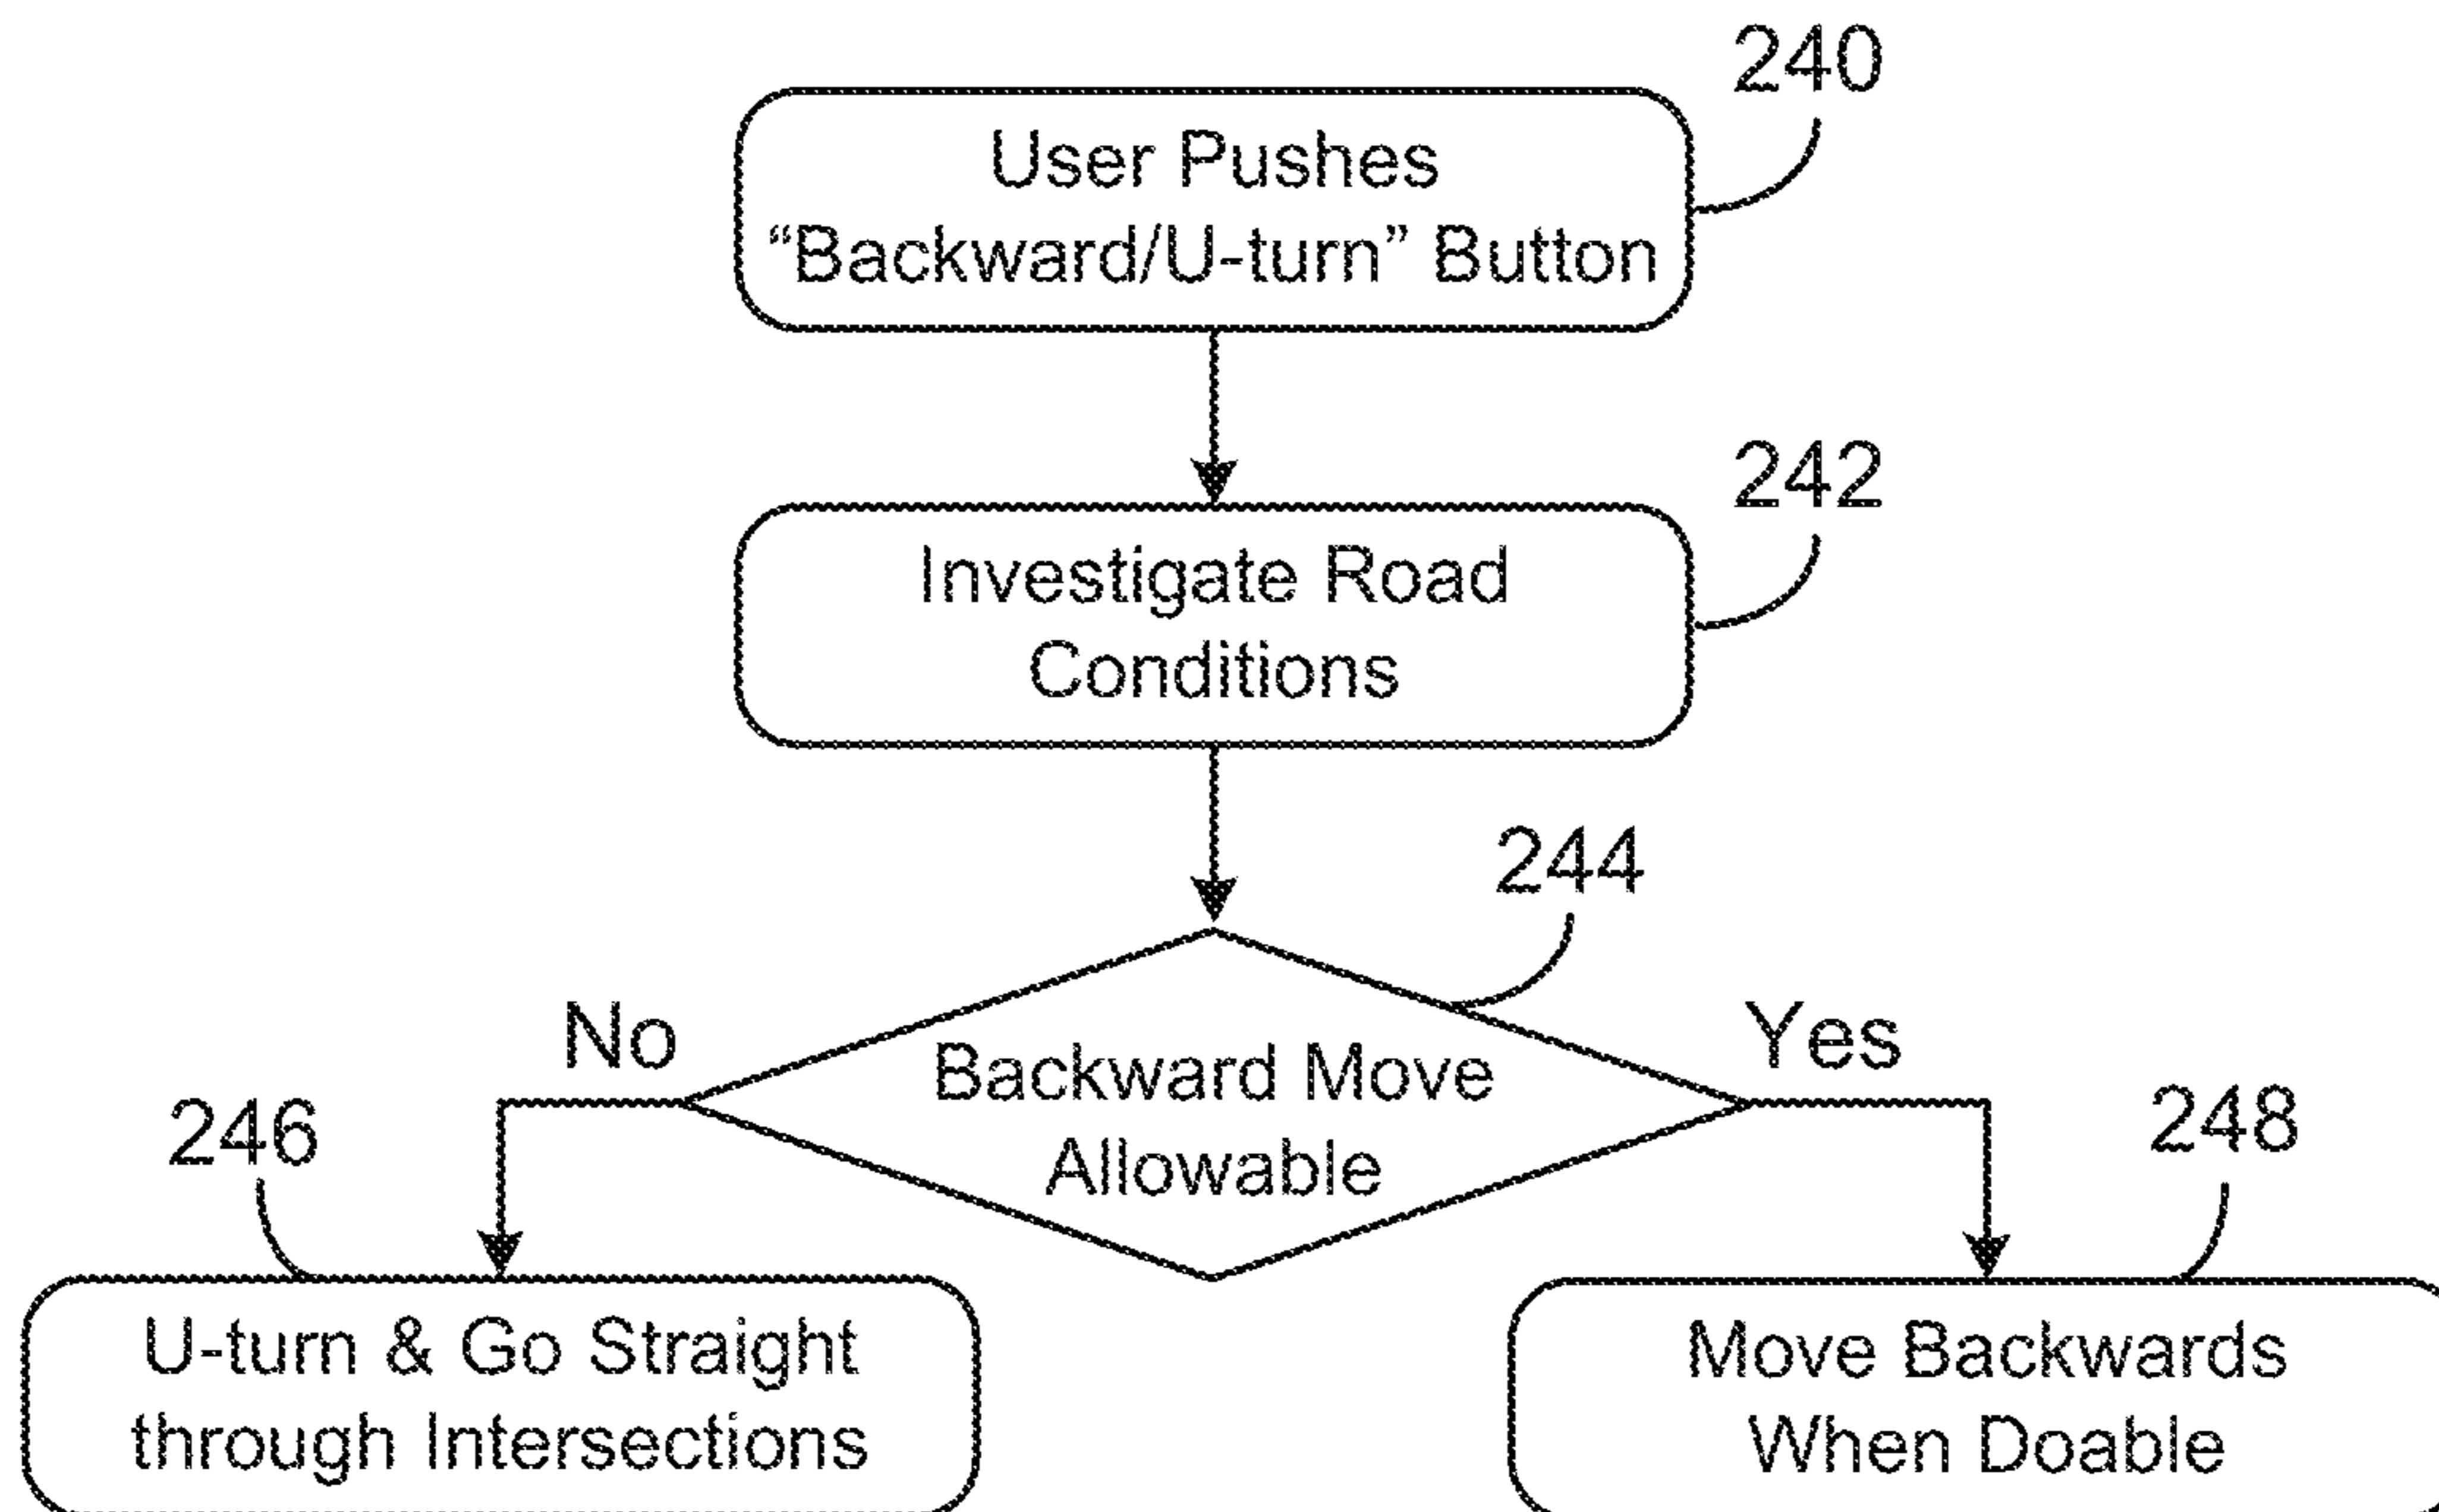 240
User Pushes
“Backward/U-turn” Button
242
Investigate Road
Conditions
244
No
Yes
Backward Move
Allowable
246
248
U-turn & Go Straight
through Intersections
Move Backwards
When Doable